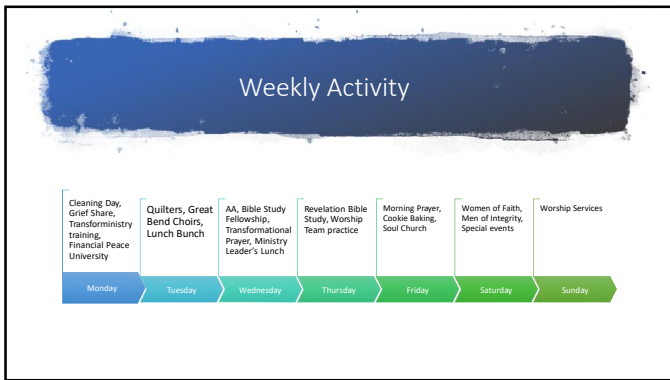 Weekly Activity
Cleaning Day,
Grief Share,
Transforministry
training,
Financial Peace
University
Monday
Quilters, Great
Bend Choirs,
Lunch Bunch
Tuesday
AA, Bible Study
Fellowship,
Transformational
Prayer, Ministry
Leader's Lunch
Wednesday
Revelation Bible
Study, Worship
Team practice
Thursday
Morning Prayer,
Cookie Baking,
Soul Church
Friday
Women of Faith,
Men of Integrity,
Special events
Saturday
Worship Services
Sunday